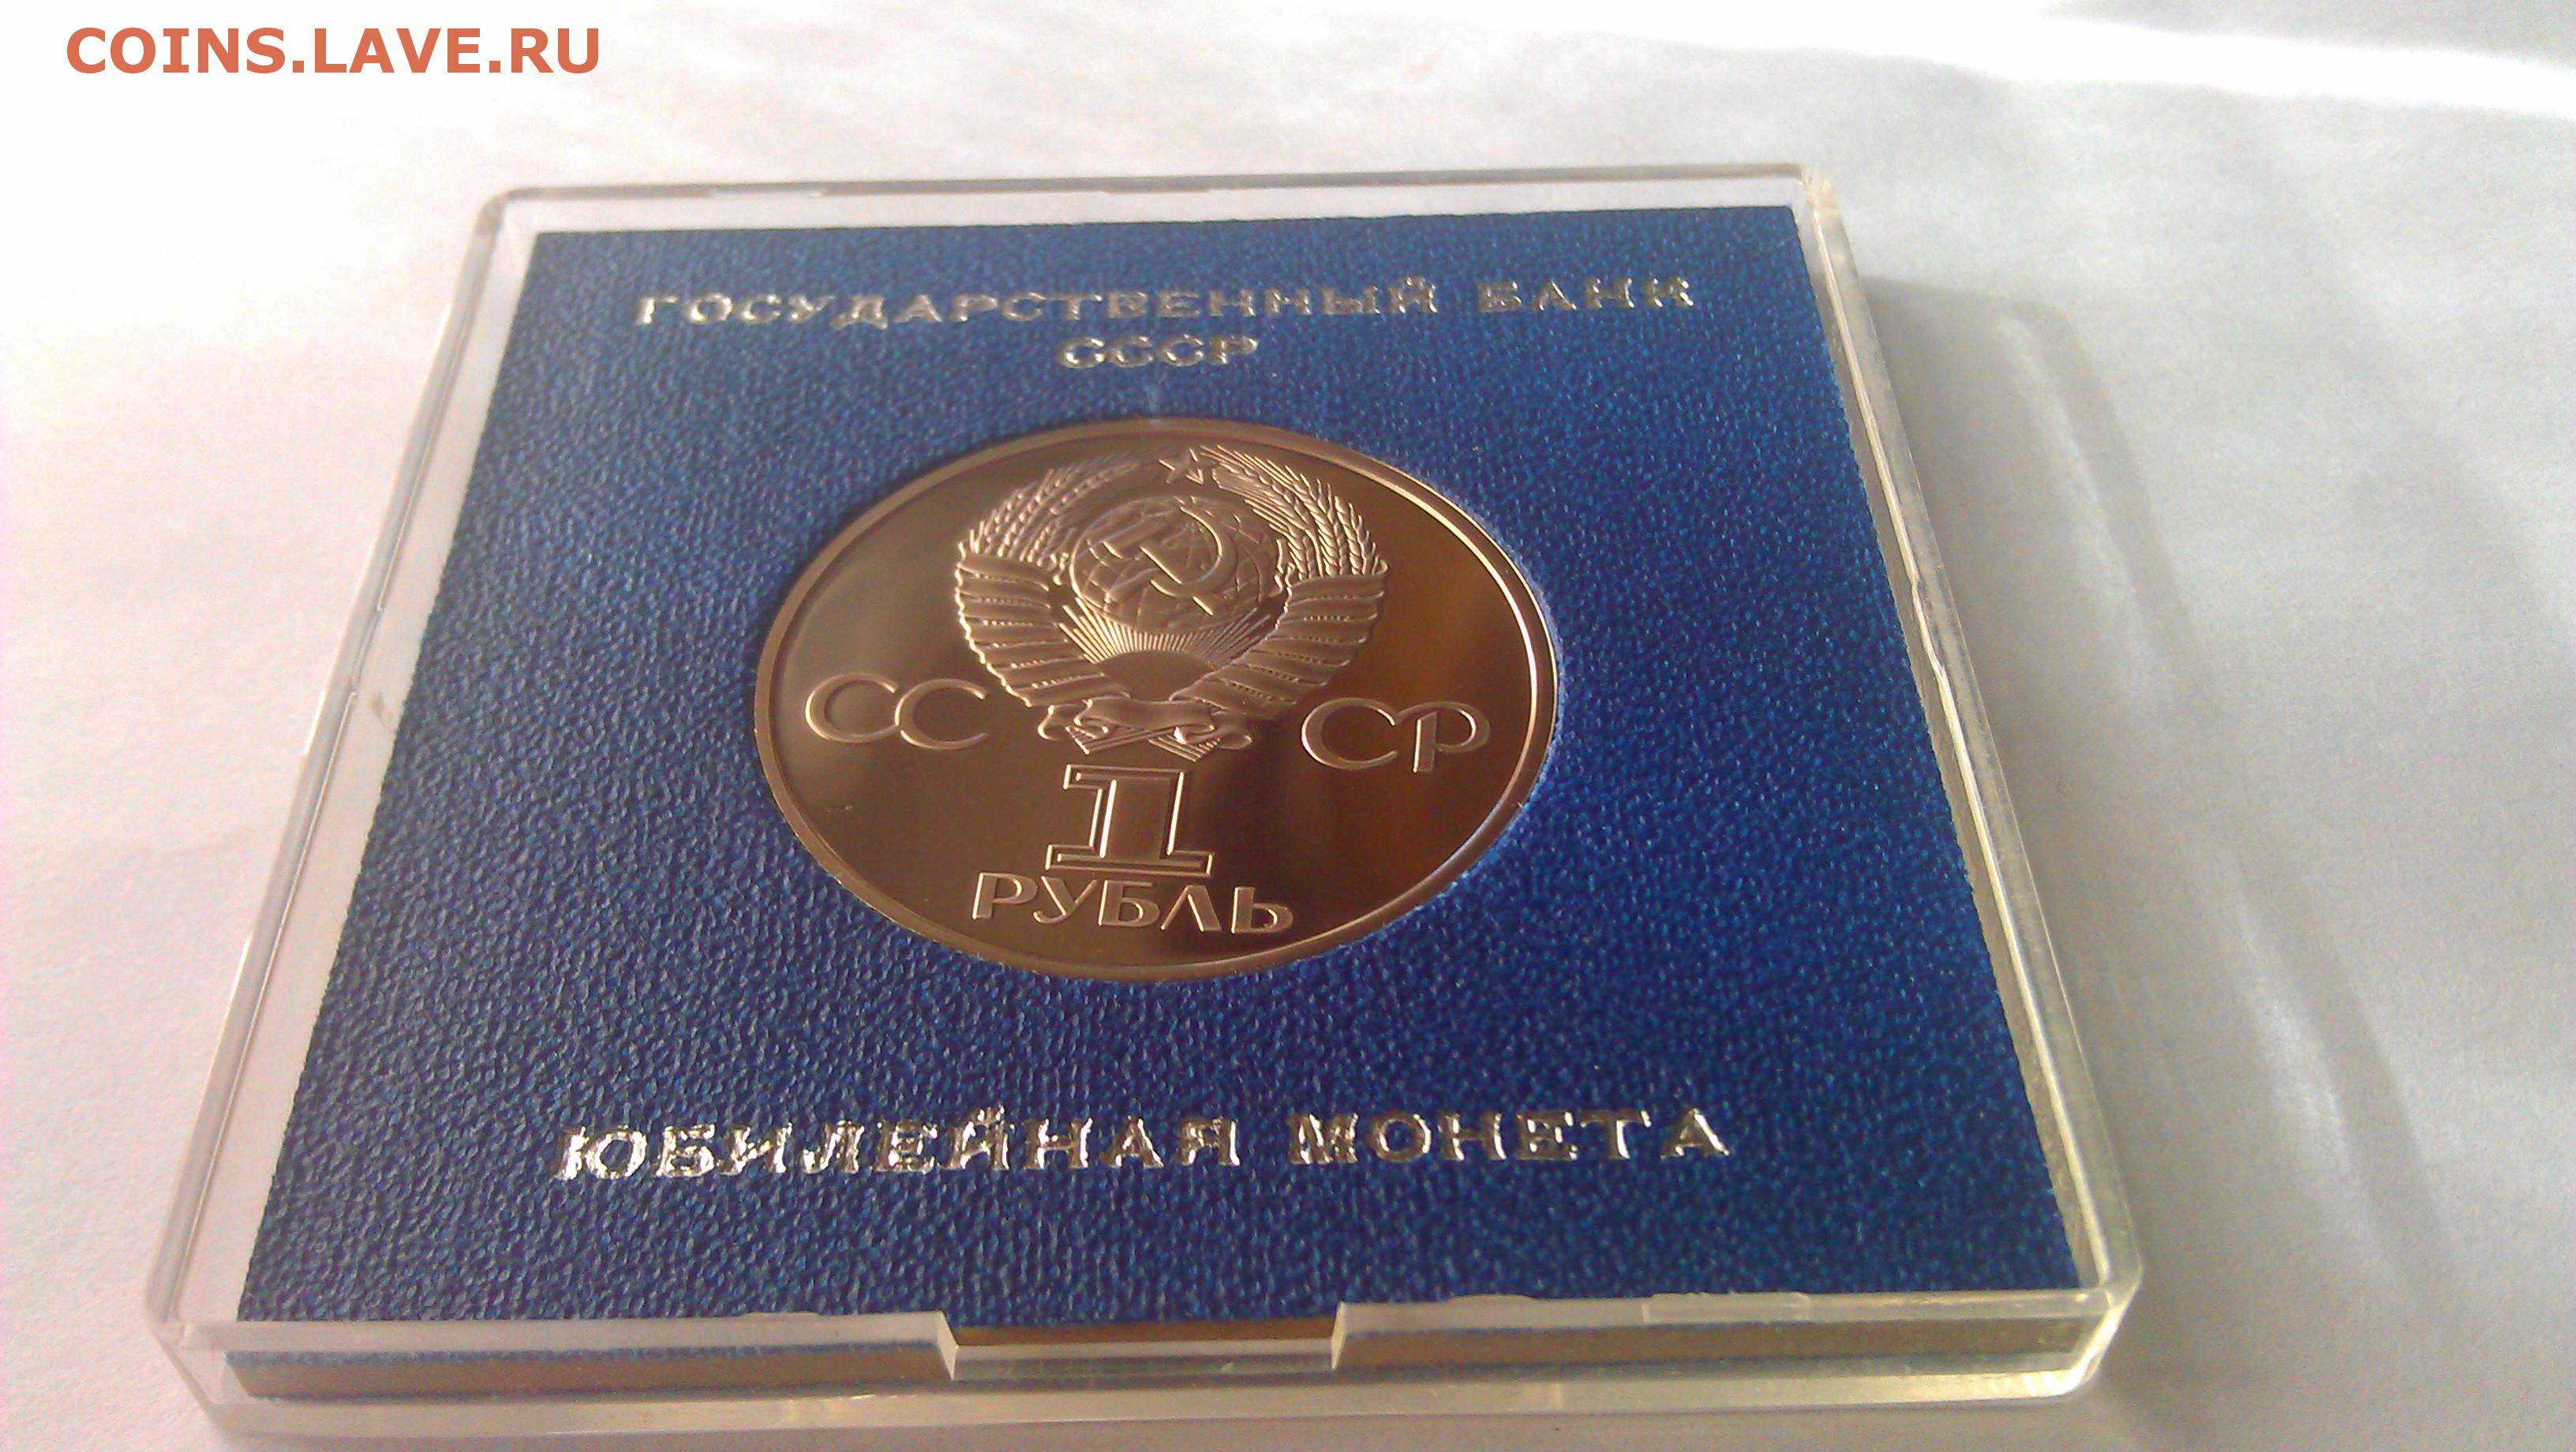 COINS.LAVE.RU
ГОСУДАРСТВЕННЫЙ БАНК
СССР
СС СР
1
РУБЛЬ
ЮБИЛЕЙНАЯ МОНЕТА